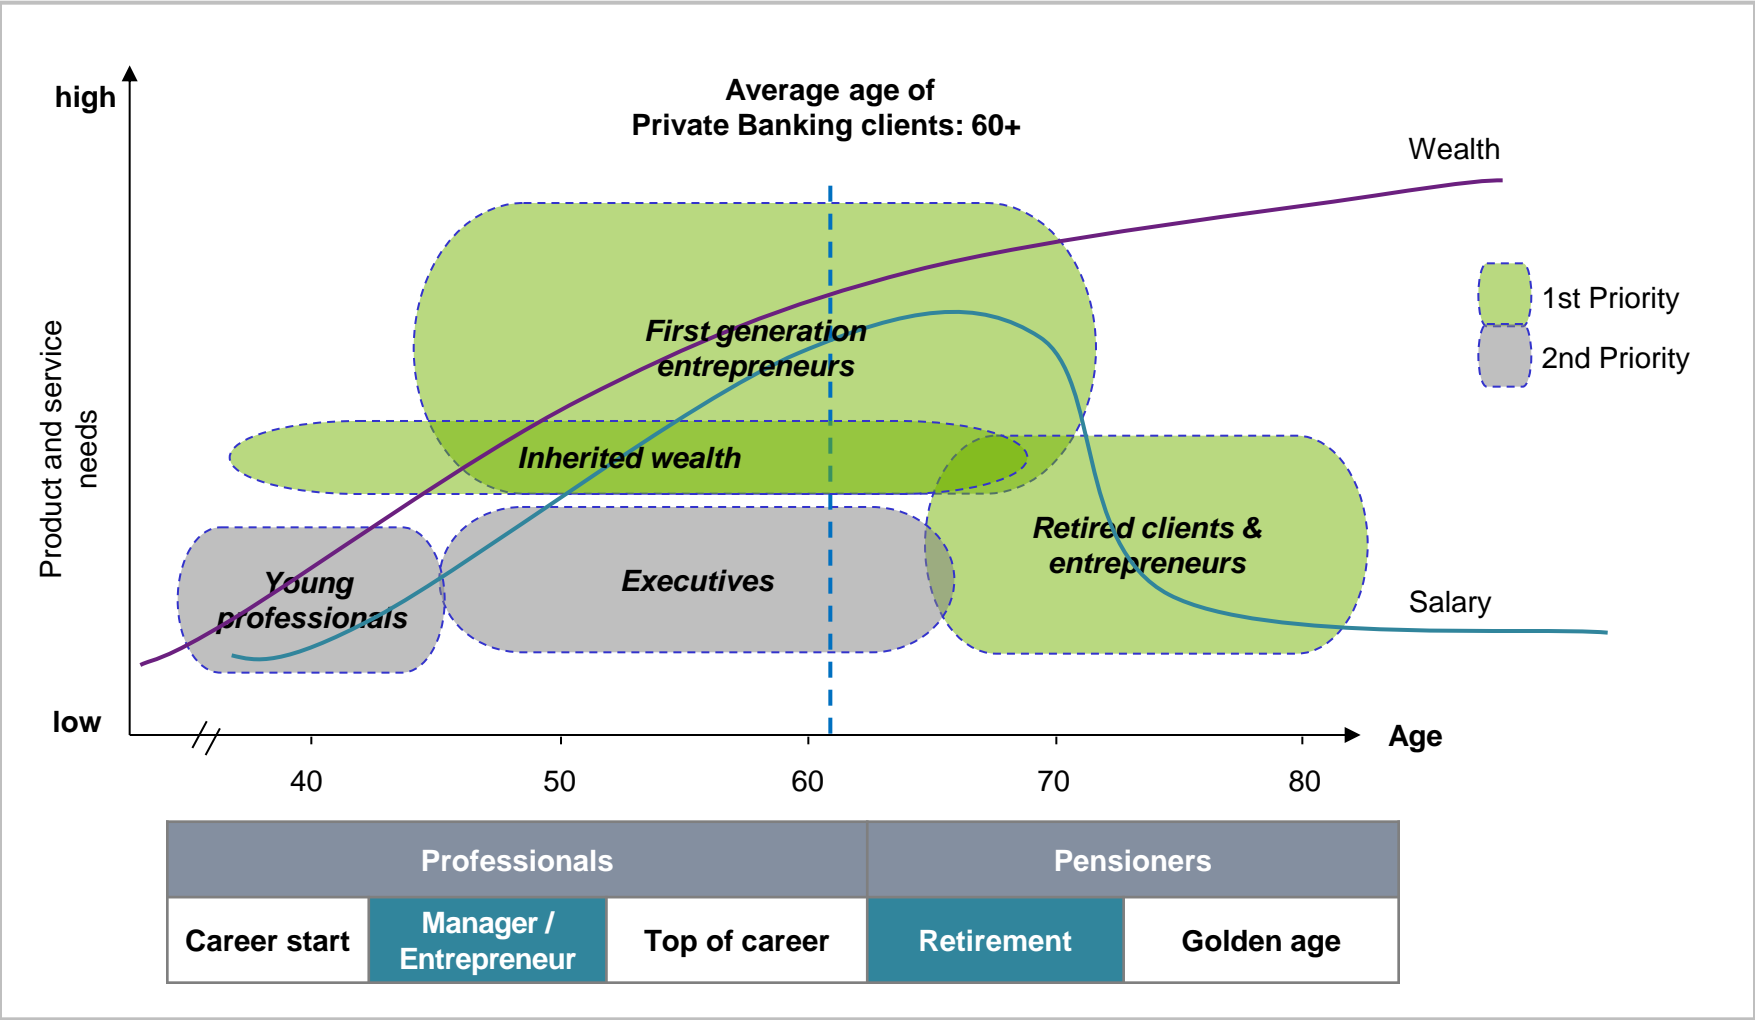 high
Average age of
Private Banking clients: 60+
Wealth
1st Priority
2nd Priority
First generation
entrepreneurs
Inherited wealth
Product and service
needs
Retired clients &
entrepreneurs
Young
professionals
Executives
Salary
low
Age
40 50 60 70 80
Professionals Pensioners
Career start
Manager /
Entrepreneur
Top of career
Retirement
Golden age